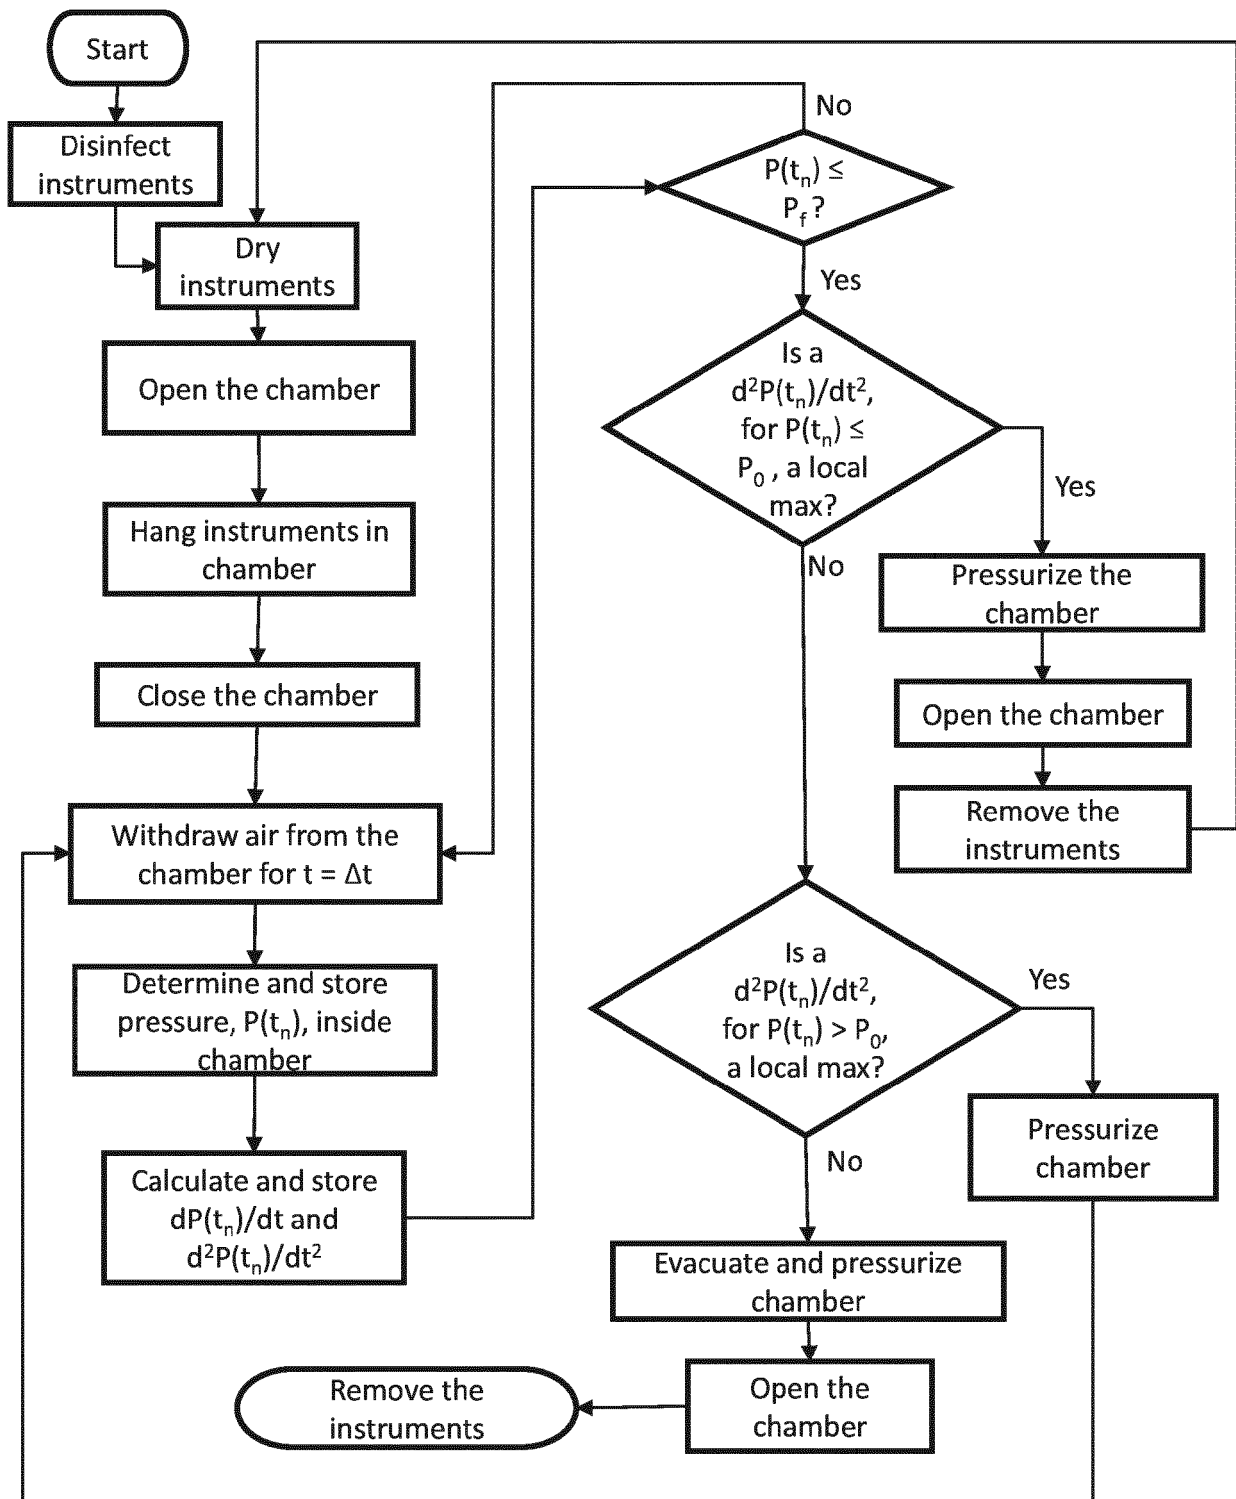 Start
Disinfect
instruments
Dry
instruments
Open the chamber
Hang instruments in
chamber
Close the chamber
Withdraw air from the
chamber for t = Δt
Determine and store
pressure, P(tₙ), inside
chamber
Calculate and store
dP(tₙ)/dt and
d²P(tₙ)/dt²
No
P(tₙ) ≤
P_f ?
Yes
Is a
d²P(tₙ)/dt²,
for P(tₙ) ≤
P₀ , a local
max?
Yes
No
Pressurize the
chamber
Open the chamber
Remove the
instruments
Is a
d²P(tₙ)/dt²,
for P(tₙ) > P₀,
a local max?
Yes
No
Pressurize
chamber
Evacuate and pressurize
chamber
Open the
chamber
Remove the
instruments